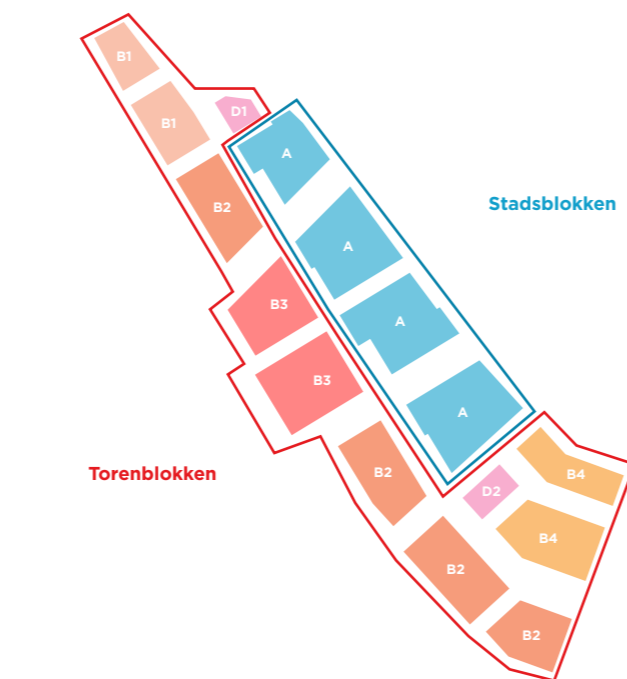 B1
D1
B1
A
Stadsblokken
B2
A
B3
A
B3
A
Torenblokken
B2
B4
D2
B4
B2
B2